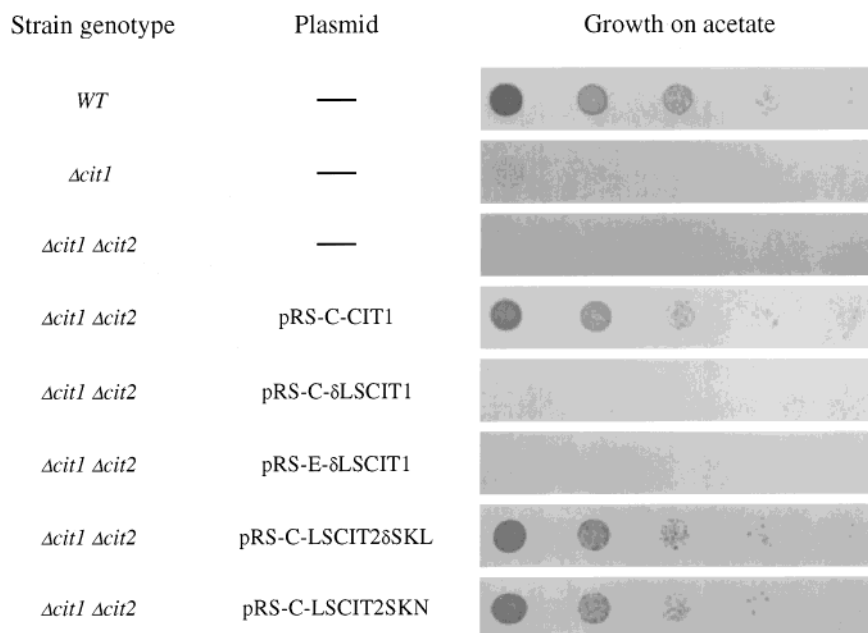 Strain genotype Plasmid Growth on acetate
WT —
Δcit1 —
Δcit1 Δcit2 —
Δcit1 Δcit2 pRS-C-CIT1
Δcit1 Δcit2 pRS-C-δLSCIT1
Δcit1 Δcit2 pRS-E-δLSCIT1
Δcit1 Δcit2 pRS-C-LSCIT2δSKL
Δcit1 Δcit2 pRS-C-LSCIT2SKN